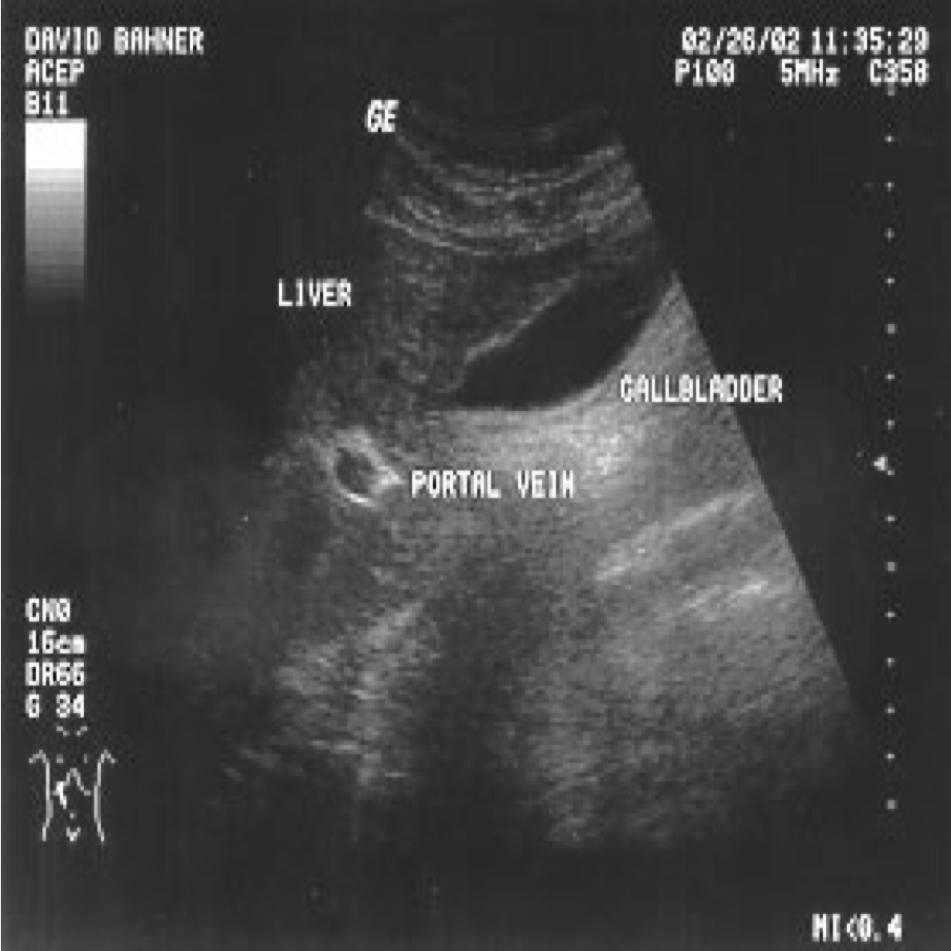 DAVID BAHNER
ACEP
B11
02/26/02 11:35:29
P100 5MHz C358
GE
LIVER
GALLBLADDER
PORTAL VEIN
CN0
16cm
DR66
G 34
MI<0.4